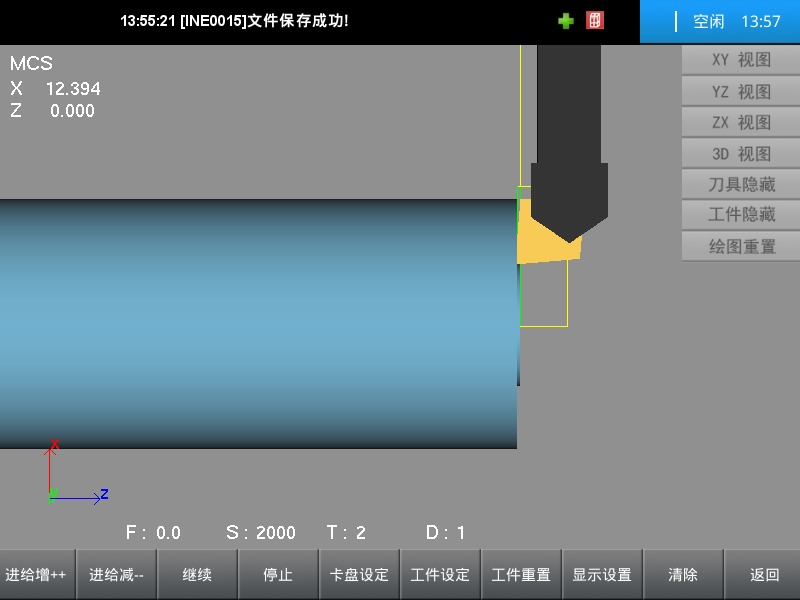 13:55:21 [INE0015]文件保存成功!
空闲 13:57
MCS
X 12.394
Z 0.000
XY 视图
YZ 视图
ZX 视图
3D 视图
刀具隐藏
工件隐藏
绘图重置
X
Z
F: 0.0 S: 2000 T: 2 D: 1
进给增++ 进给减-- 继续 停止 卡盘设定 工件设定 工件重置 显示设置 清除 返回